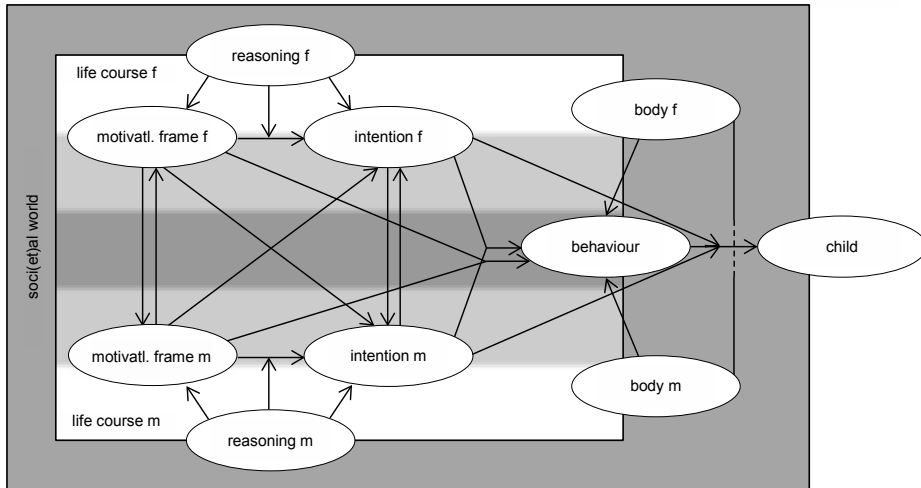 reasoning f
life course f
motivatl. frame f
intention f
body f
soci(et)al world
behaviour
child
motivatl. frame m
intention m
body m
life course m
reasoning m